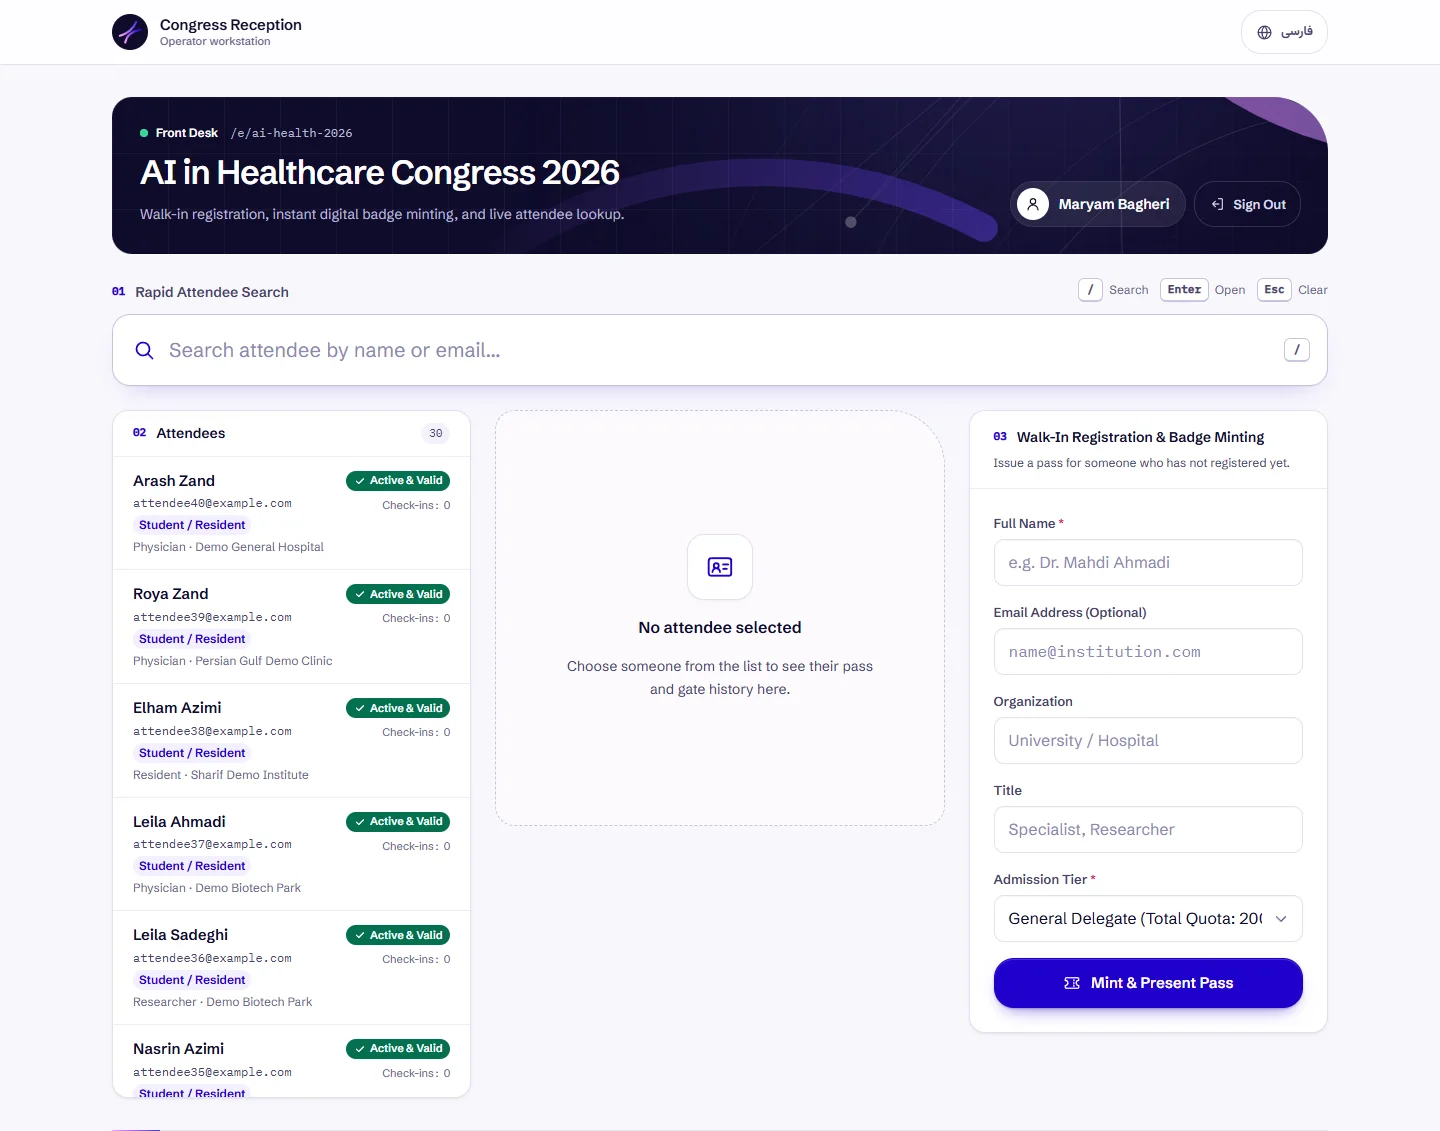 Congress Reception
Operator workstation
فارسی
Front Desk /e/ai-health-2026
AI in Healthcare Congress 2026
Walk-in registration, instant digital badge minting, and live attendee lookup.
Maryam Bagheri
Sign Out
01 Rapid Attendee Search
/ Search Enter Open Esc Clear
Search attendee by name or email...
/
02 Attendees 30
Arash Zand
Active & Valid
attendee40@example.com
Check-ins: 0
Student / Resident
Physician · Demo General Hospital
Roya Zand
Active & Valid
attendee39@example.com
Check-ins: 0
Student / Resident
Physician · Persian Gulf Demo Clinic
Elham Azimi
Active & Valid
attendee38@example.com
Check-ins: 0
Student / Resident
Resident · Sharif Demo Institute
Leila Ahmadi
Active & Valid
attendee37@example.com
Check-ins: 0
Student / Resident
Physician · Demo Biotech Park
Leila Sadeghi
Active & Valid
attendee36@example.com
Check-ins: 0
Student / Resident
Researcher · Demo Biotech Park
Nasrin Azimi
Active & Valid
attendee35@example.com
Check-ins: 0
Student / Resident
No attendee selected
Choose someone from the list to see their pass
and gate history here.
03 Walk-In Registration & Badge Minting
Issue a pass for someone who has not registered yet.
Full Name *
e.g. Dr. Mahdi Ahmadi
Email Address (Optional)
name@institution.com
Organization
University / Hospital
Title
Specialist, Researcher
Admission Tier *
General Delegate (Total Quota: 200
Mint & Present Pass